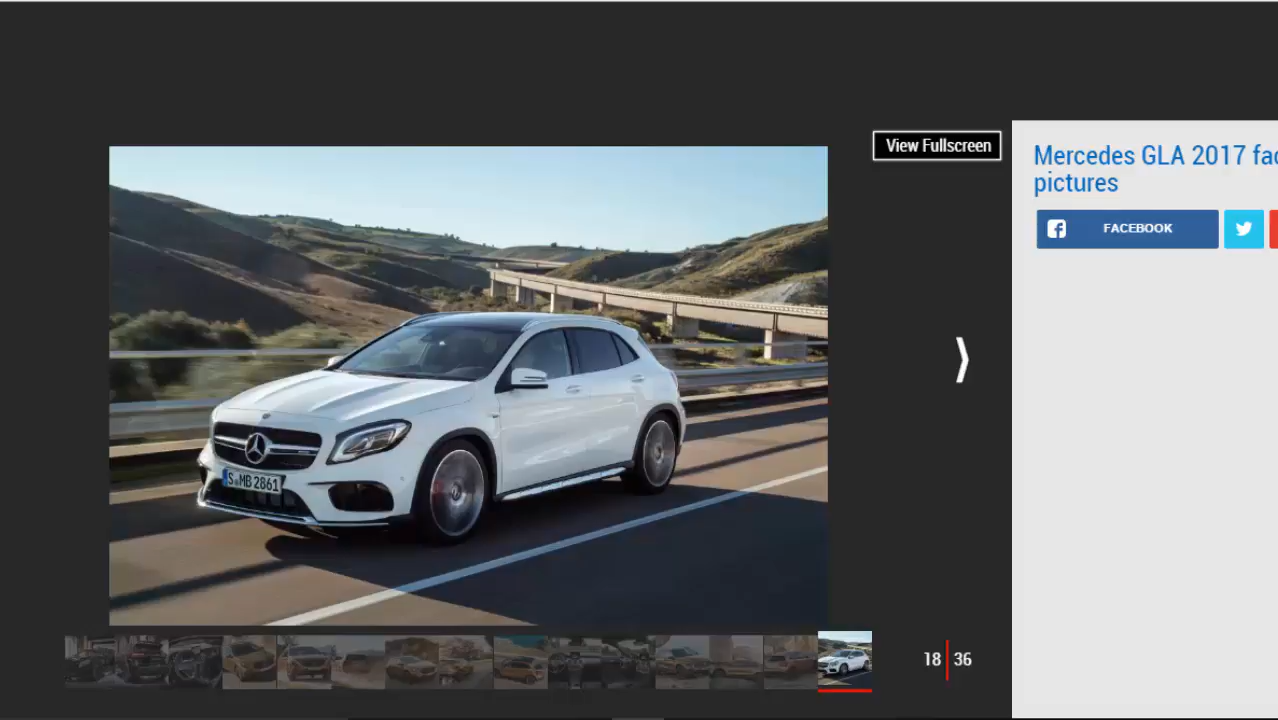 View Fullscreen
Mercedes GLA 2017 fac
pictures
FACEBOOK
S MB 2861
18 36